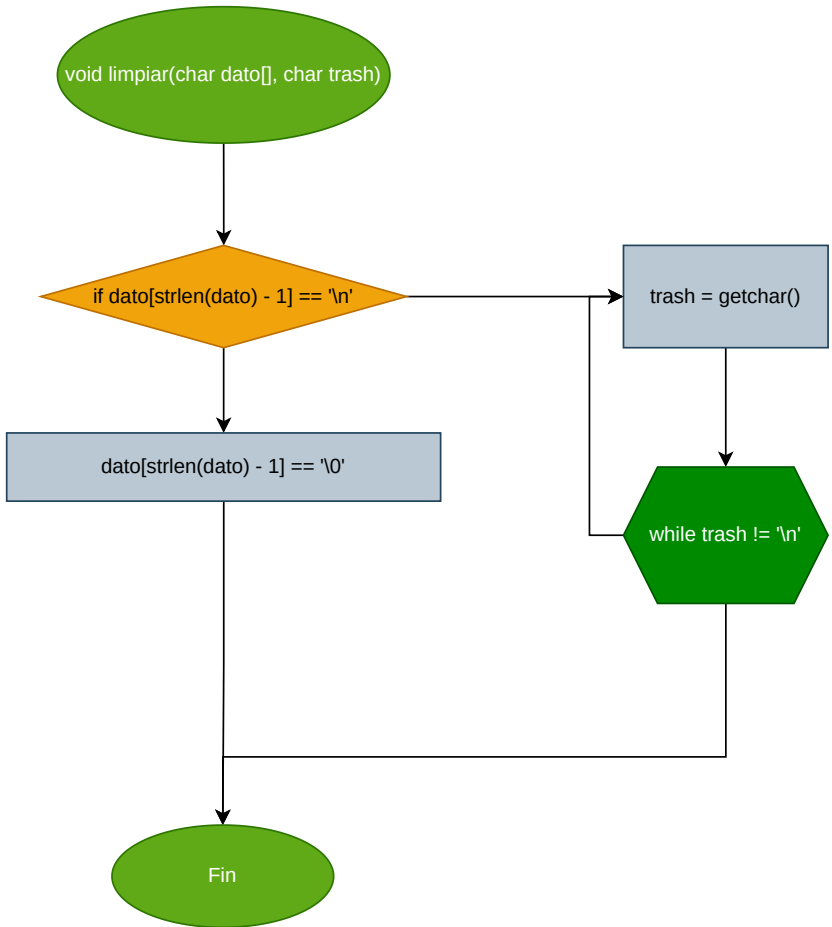 void limpiar(char dato[], char trash)
if dato[strlen(dato) - 1] == '\n'
trash = getchar()
dato[strlen(dato) - 1] == '\0'
while trash != '\n'
Fin